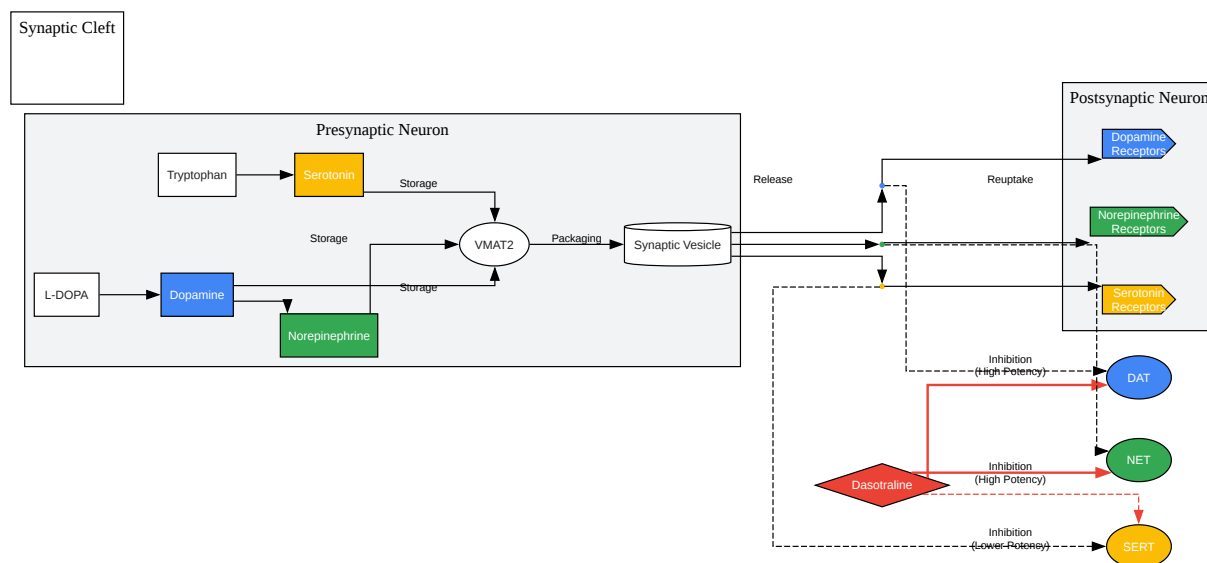 Synaptic Cleft
Presynaptic Neuron
Tryptophan
Serotonin
Storage
Storage
VMAT2
Packaging
Synaptic Vesicle
L-DOPA
Dopamine
Storage
Norepinephrine
Release
Reuptake
Postsynaptic Neuron
Dopamine
Receptors
Norepinephrine
Receptors
Serotonin
Receptors
Inhibition
(High Potency)
DAT
Inhibition
(High Potency)
NET
Dasotraline
Inhibition
(Lower Potency)
SERT